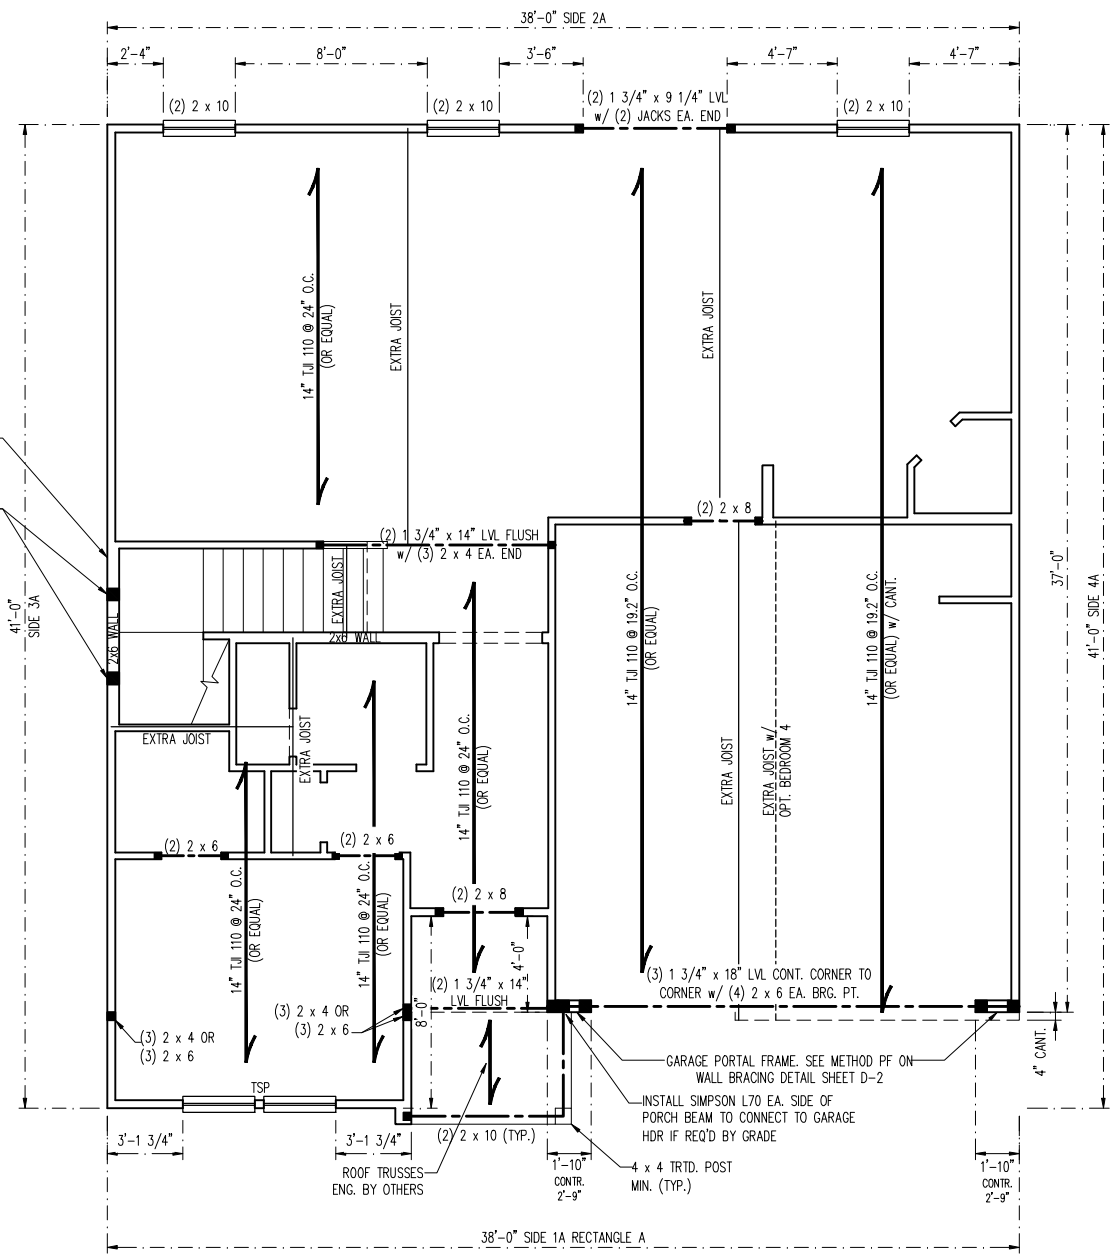 38'-0" SIDE 2A
2'-4"
8'-0"
3'-6"
4'-7"
4'-7"
(2) 2 x 10
(2) 2 x 10
(2) 1 3/4" x 9 1/4" LVL
w/ (2) JACKS EA. END
(2) 2 x 10
14" TJI 110 @ 24" O.C.
(OR EQUAL)
EXTRA JOIST
EXTRA JOIST
(2) 1 3/4" x 14" LVL FLUSH
w/ (3) 2 x 4 EA. END
(2) 2 x 8
41'-0"
SIDE 3A
37'-0"
41'-0" SIDE 4A
2x6 WALL
EXTRA JOIST
2x6 WALL
14" TJI 110 @ 19.2" O.C.
(OR EQUAL)
14" TJI 110 @ 19.2" O.C.
(OR EQUAL) w/ CANT.
EXTRA JOIST
EXTRA JOIST
14" TJI 110 @ 24" O.C.
(OR EQUAL)
EXTRA JOIST
EXTRA JOIST w/
OPT. BEDROOM 4
(2) 2 x 6
(2) 2 x 6
14" TJI 110 @ 24" O.C.
(OR EQUAL)
14" TJI 110 @ 24" O.C.
(OR EQUAL)
(2) 2 x 8
4'-0"
8'-0"
(2) 1 3/4" x 14"
LVL FLUSH
(3) 1 3/4" x 18" LVL CONT. CORNER TO
CORNER w/ (4) 2 x 6 EA. BRG. PT.
(3) 2 x 4 OR
(3) 2 x 6
(3) 2 x 4 OR
(3) 2 x 6
4" CANT.
GARAGE PORTAL FRAME. SEE METHOD PF ON
WALL BRACING DETAIL SHEET D-2
TSP
INSTALL SIMPSON L70 EA. SIDE OF
PORCH BEAM TO CONNECT TO GARAGE
HDR IF REQ'D BY GRADE
3'-1 3/4"
3'-1 3/4"
(2) 2 x 10 (TYP.)
ROOF TRUSSES
ENG. BY OTHERS
1'-10"
CONTR.
2'-9"
4 x 4 TRTD. POST
MIN. (TYP.)
1'-10"
CONTR.
2'-9"
38'-0" SIDE 1A RECTANGLE A